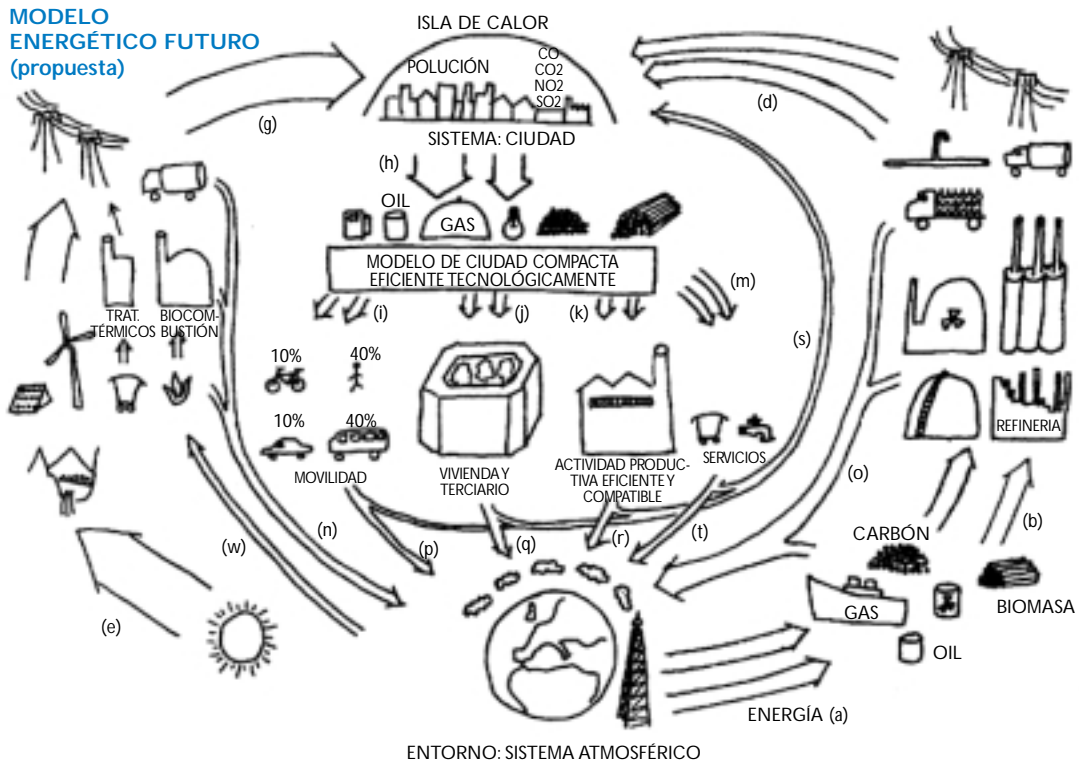 MODELO
ENERGÉTICO FUTURO
(propuesta)
ISLA DE CALOR
POLUCIÓN
CO
CO2
NO2
SO2
SISTEMA: CIUDAD
(g)
(d)
(h)
OIL
GAS
MODELO DE CIUDAD COMPACTA
EFICIENTE TECNOLÓGICAMENTE
(m)
(i)
(j)
(k)
(s)
TRAT.
TÉRMICOS
BIOCOM-
BUSTIÓN
10%
40%
10%
40%
MOVILIDAD
VIVIENDA Y
TERCIARIO
ACTIVIDAD PRODUC-
TIVA EFICIENTE Y
COMPATIBLE
SERVICIOS
REFINERIA
(o)
(b)
(w)
(n)
(p)
(q)
(r)
(t)
CARBÓN
GAS
BIOMASA
OIL
(e)
ENERGÍA (a)
ENTORNO: SISTEMA ATMOSFÉRICO